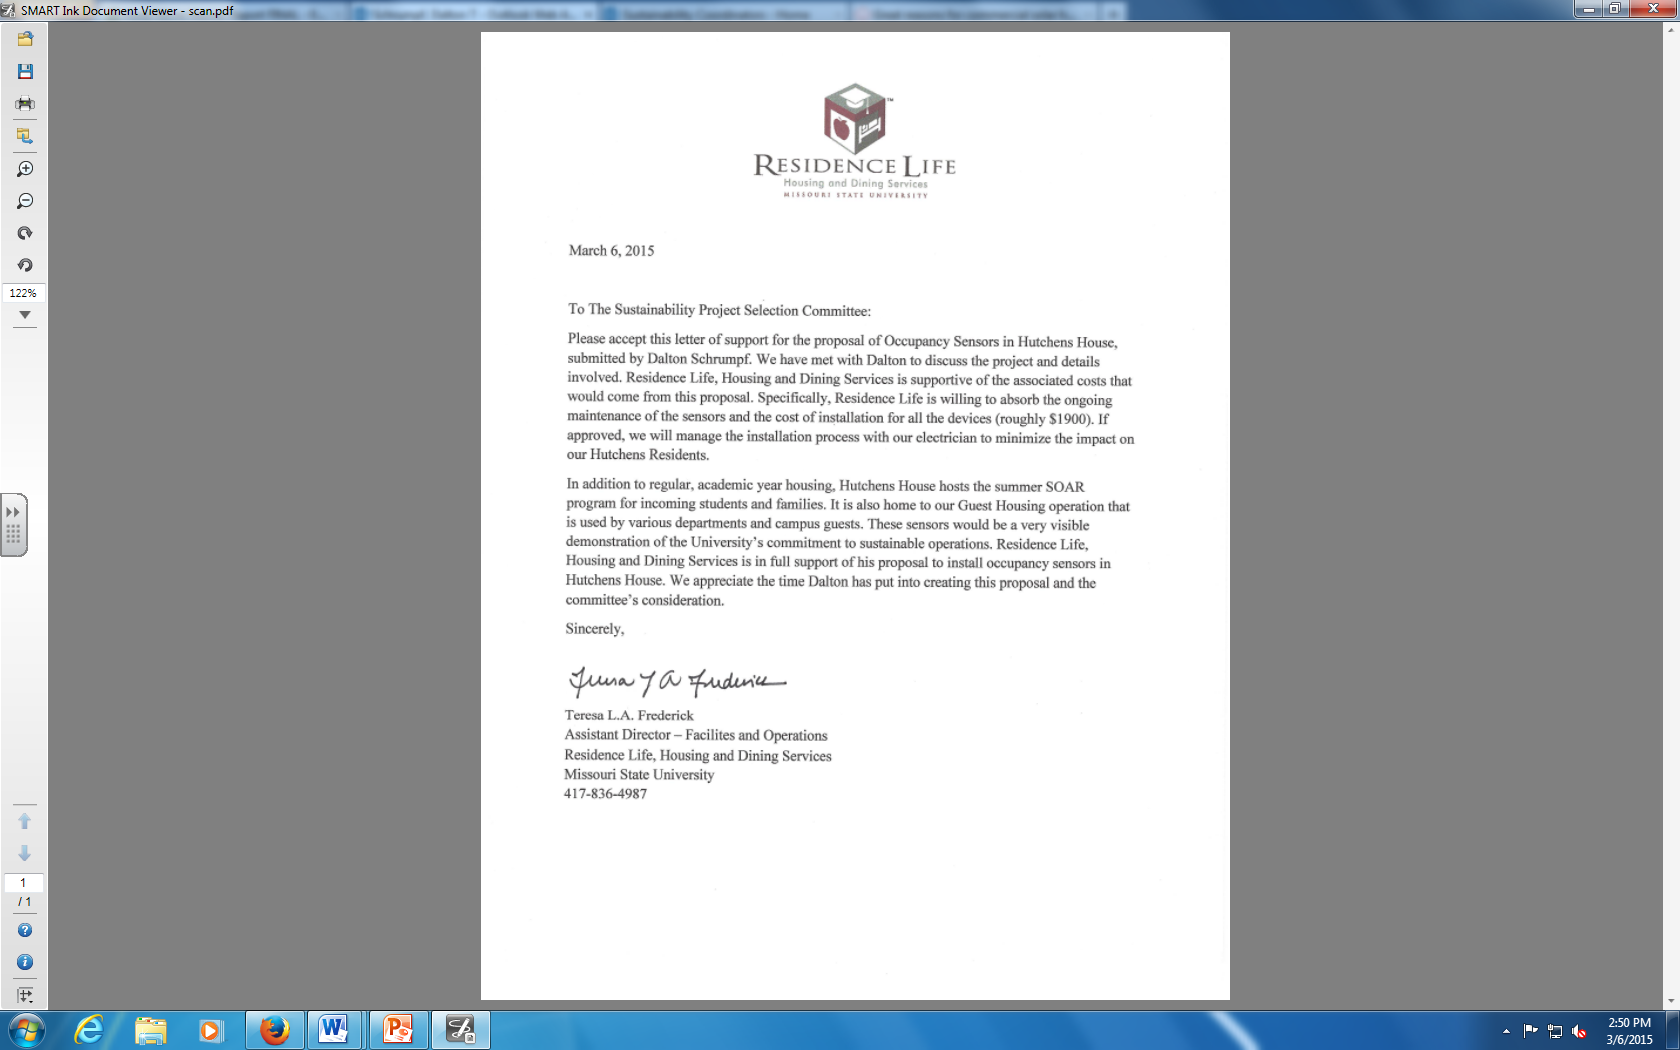 SMART Ink Document Viewer - scan.pdf
122%
1
/ 1
RESIDENCE LIFE
Housing and Dining Services
MISSOURI STATE UNIVERSITY
March 6, 2015
To The Sustainability Project Selection Committee:
Please accept this letter of support for the proposal of Occupancy Sensors in Hutchens House,
submitted by Dalton Schrumpf. We have met with Dalton to discuss the project and details
involved. Residence Life, Housing and Dining Services is supportive of the associated costs that
would come from this proposal. Specifically, Residence Life is willing to absorb the ongoing
maintenance of the sensors and the cost of installation for all the devices (roughly $1900). If
approved, we will manage the installation process with our electrician to minimize the impact on
our Hutchens Residents.
In addition to regular, academic year housing, Hutchens House hosts the summer SOAR
program for incoming students and families. It is also home to our Guest Housing operation that
is used by various departments and campus guests. These sensors would be a very visible
demonstration of the University's commitment to sustainable operations. Residence Life,
Housing and Dining Services is in full support of his proposal to install occupancy sensors in
Hutchens House. We appreciate the time Dalton has put into creating this proposal and the
committee's consideration.
Sincerely,
Teresa L.A. Frederick
Assistant Director – Facilites and Operations
Residence Life, Housing and Dining Services
Missouri State University
417-836-4987
2:50 PM
3/6/2015